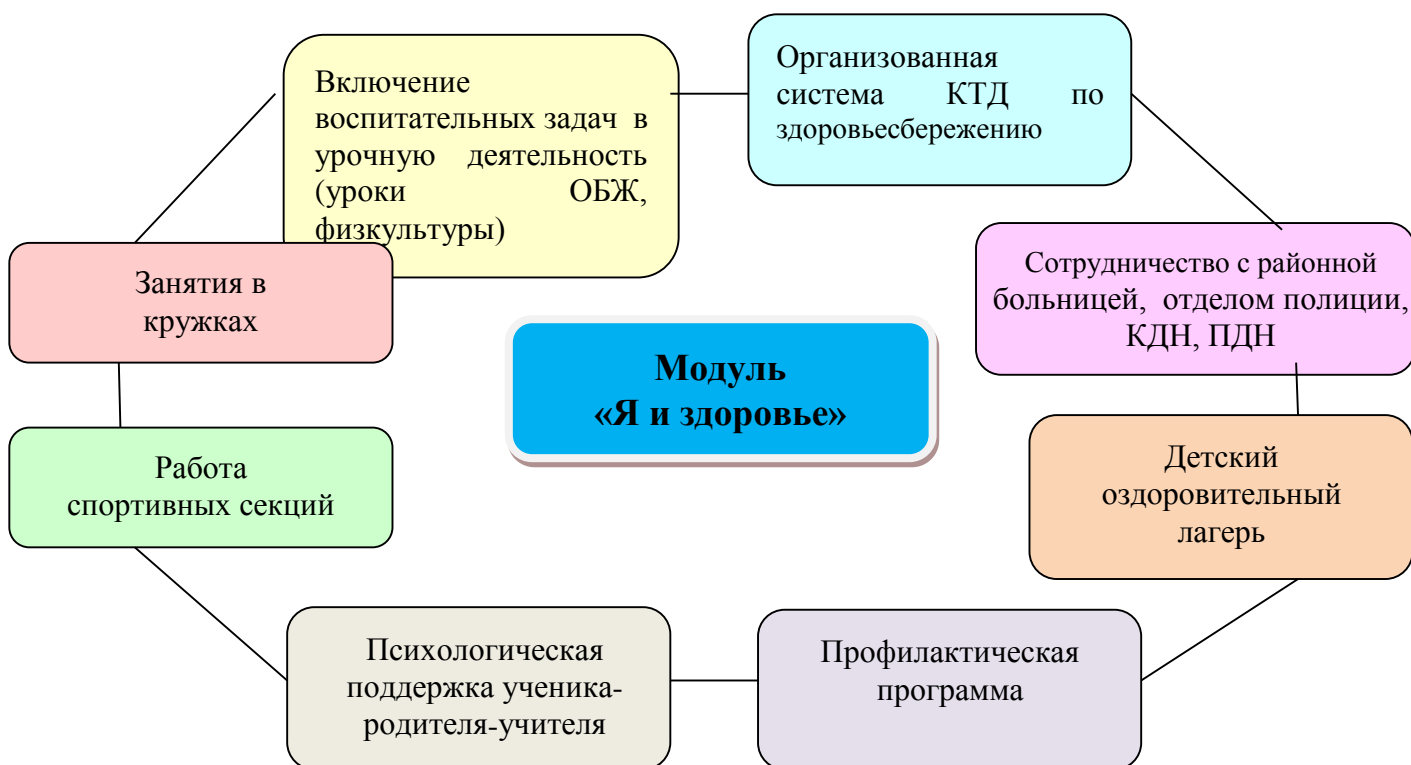 Включение
воспитательных задач в
урочную деятельность
(уроки ОБЖ,
физкультуры)
Организованная
система КТД по
здоровьесбережению
Занятия в
кружках
Сотрудничество с районной
больницей, отделом полиции,
КДН, ПДН
Модуль
«Я и здоровье»
Работа
спортивных секций
Детский
оздоровительный
лагерь
Психологическая
поддержка ученика-
родителя-учителя
Профилактическая
программа